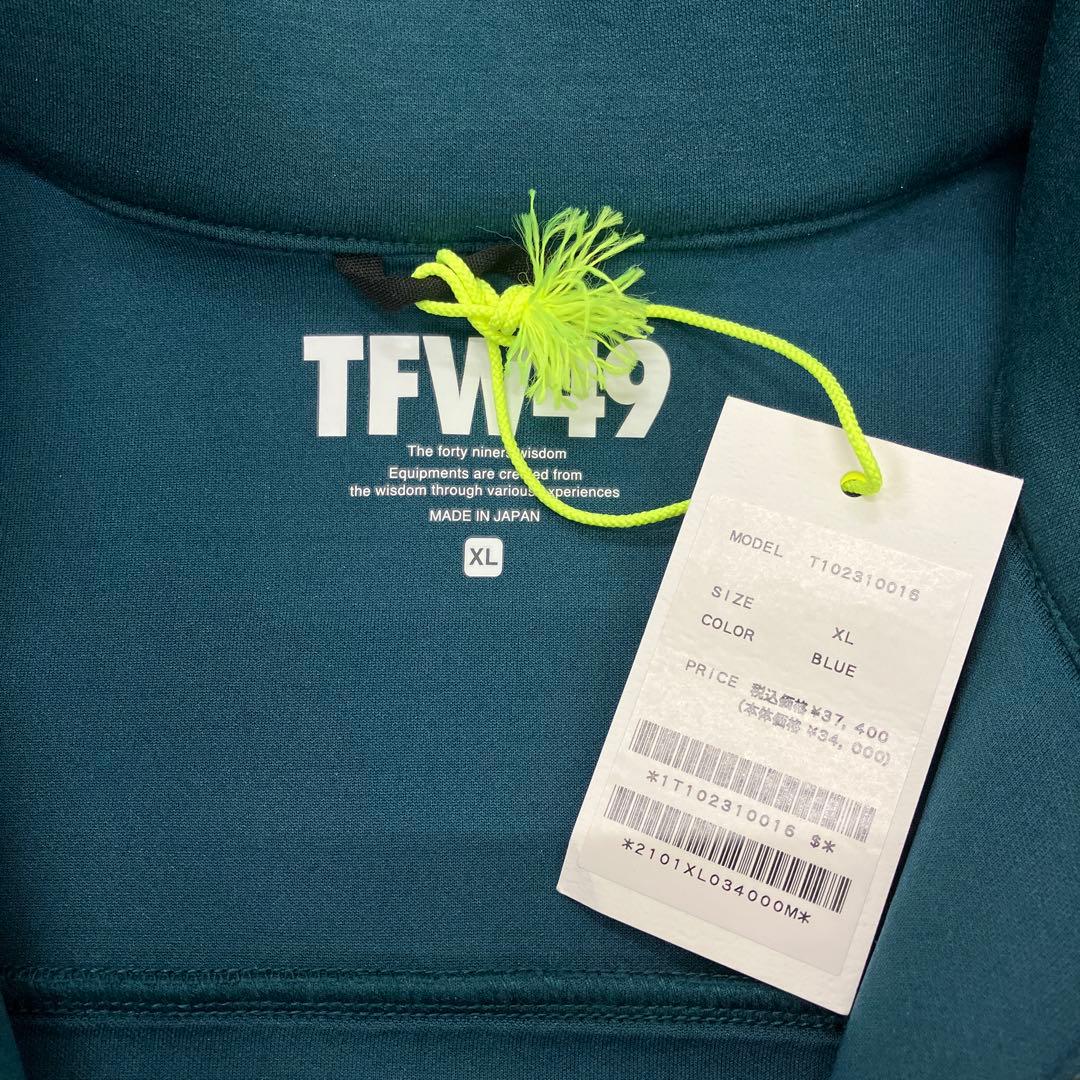 TFW49
The forty niners wisdom
Equipments are created from
the wisdom through various experiences
MADE IN JAPAN
XL
MODEL T102310016
SIZE XL
COLOR BLUE
PRICE 税込価格 ¥37,400
(本体価格 ¥34,000)
*1T102310016 $*
*2101XL034000M*